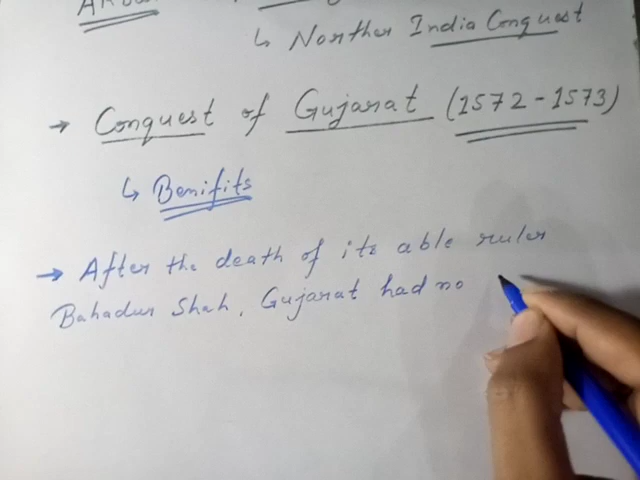 ↳ Norther India Conquest
→ Conquest of Gujarat (1572-1573)
↳ Benifits
→ After the death of its able ruler
Bahadur Shah, Gujarat had no